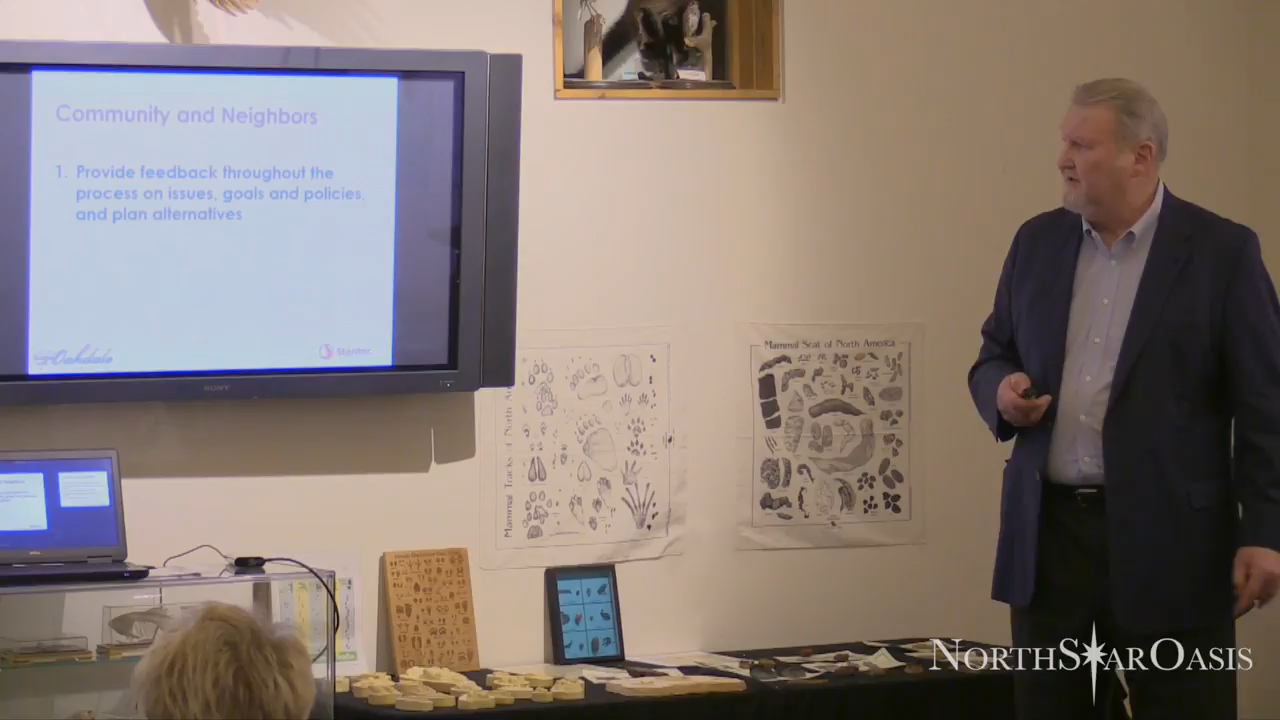 Community and Neighbors
1. Provide feedback throughout the
process on issues, goals and policies,
and plan alternatives
Oakdale
Stantec
SONY
Mammal Tracks of North Am
Mammal Scat of North America
NORTHSTAROASIS